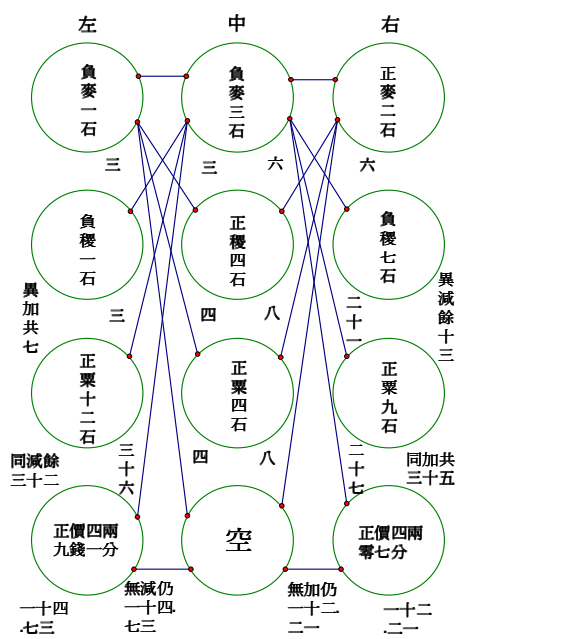 左
中
右
負麥一石
負麥三石
正麥二石
三
三
六
六
負稷一石
正稷四石
負稷七石
異加共七
三
四
八
二十一
異減餘十三
正粟十二石
正粟四石
正粟九石
同減餘
三十二
三十六
四
八
二十七
同加共
三十五
正價四兩
九錢一分
空
正價四兩
零七分
一十四
.七三
無減仍
一十四.
七三
無加仍
一十二
二一
一十二
.二一